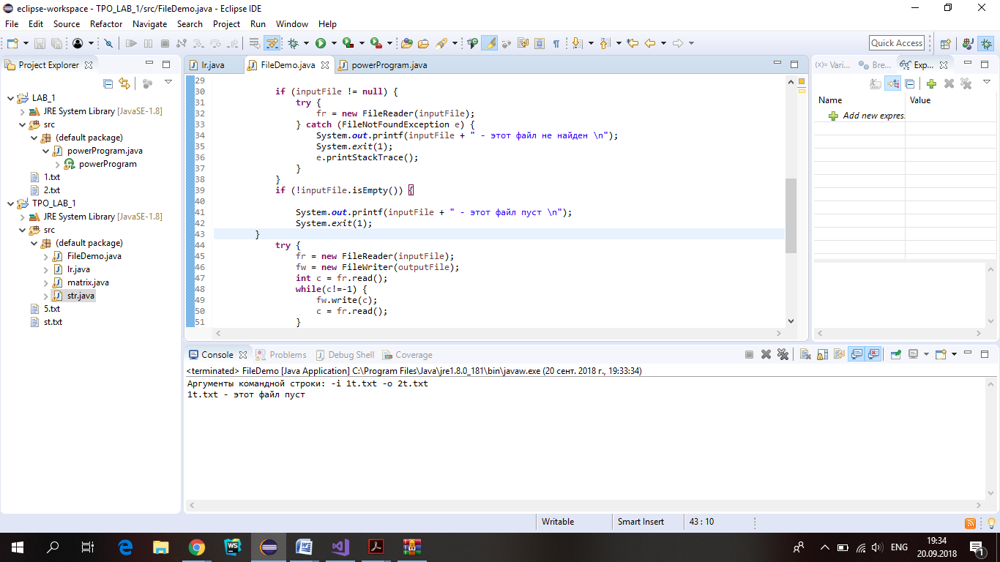 eclipse-workspace - TPO_LAB_1/src/FileDemo.java - Eclipse IDE
File Edit Source Refactor Navigate Search Project Run Window Help
Quick Access
Project Explorer
LAB_1
JRE System Library [JavaSE-1.8]
src
(default package)
powerProgram.java
powerProgram
1.txt
2.txt
TPO_LAB_1
JRE System Library [JavaSE-1.8]
src
(default package)
FileDemo.java
lr.java
matrix.java
str.java
5.txt
st.txt
lr.java FileDemo.java powerProgram.java
29
30 if (inputFile != null) {
31 try {
32 fr = new FileReader(inputFile);
33 } catch (FileNotFoundException e) {
34 System.out.printf(inputFile + " - этот файл не найден \n");
35 System.exit(1);
36 e.printStackTrace();
37 }
38 }
39 if (!inputFile.isEmpty()) {
40
41 System.out.printf(inputFile + " - этот файл пуст \n");
42 System.exit(1);
43 }
44 try {
45 fr = new FileReader(inputFile);
46 fw = new FileWriter(outputFile);
47 int c = fr.read();
48 while(c!=-1) {
49 fw.write(c);
50 c = fr.read();
51 }
(x)= Vari... Bre... Exp...
Name Value
Add new expres.
Console Problems Debug Shell Coverage
<terminated> FileDemo [Java Application] C:\Program Files\Java\jre1.8.0_181\bin\javaw.exe (20 сент. 2018 г., 19:33:34)
Аргументы командной строки: -i 1t.txt -o 2t.txt
1t.txt - этот файл пуст
Writable Smart Insert 43 : 10
ENG
19:34
20.09.2018
1